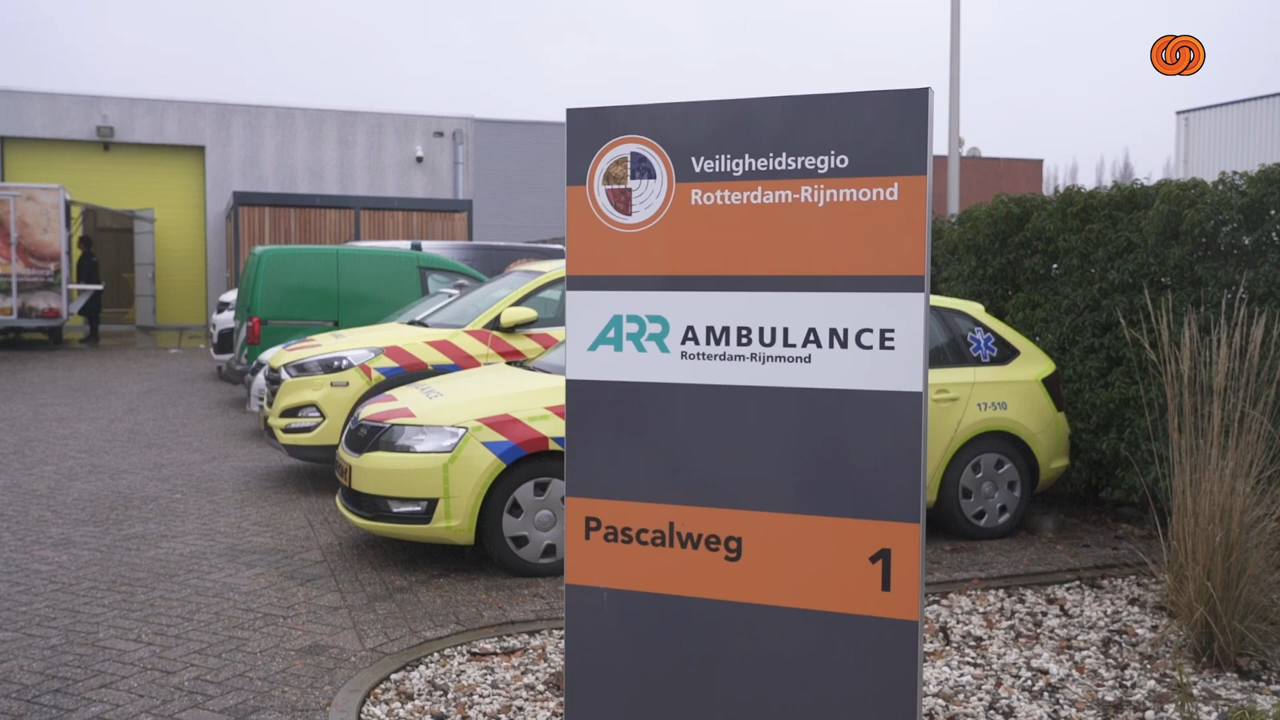 Veiligheidsregio
Rotterdam-Rijnmond
ARR AMBULANCE
Rotterdam-Rijnmond
17-510
Pascalweg
1